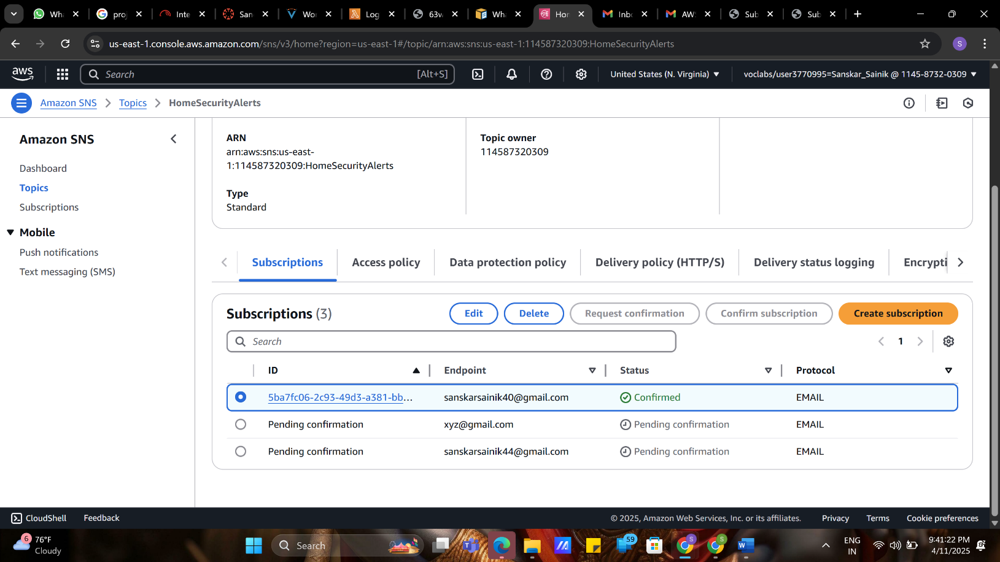 Wh
proj
Inte
San
Wo
Log
63w
Wh
Hor
Inbo
AW
Sub
Sub
us-east-1.console.aws.amazon.com/sns/v3/home?region=us-east-1#/topic/arn:aws:sns:us-east-1:114587320309:HomeSecurityAlerts
S
aws
Search
[Alt+S]
United States (N. Virginia)
voclabs/user3770995=Sanskar_Sainik @ 1145-8732-0309
Amazon SNS
Topics
HomeSecurityAlerts
Amazon SNS
Dashboard
Topics
Subscriptions
Mobile
Push notifications
Text messaging (SMS)
ARN
arn:aws:sns:us-east-
1:114587320309:HomeSecurityAlerts
Topic owner
114587320309
Type
Standard
Subscriptions
Access policy
Data protection policy
Delivery policy (HTTP/S)
Delivery status logging
Encrypti
Subscriptions (3)
Edit
Delete
Request confirmation
Confirm subscription
Create subscription
Search
1
ID Endpoint Status Protocol
5ba7fc06-2c93-49d3-a381-bb... sanskarsainik40@gmail.com Confirmed EMAIL
Pending confirmation xyz@gmail.com Pending confirmation EMAIL
Pending confirmation sanskarsainik44@gmail.com Pending confirmation EMAIL
CloudShell
Feedback
© 2025, Amazon Web Services, Inc. or its affiliates.
Privacy
Terms
Cookie preferences
6
76°F
Cloudy
Search
59
S
S
W
ENG
IN
9:41:22 PM
4/11/2025